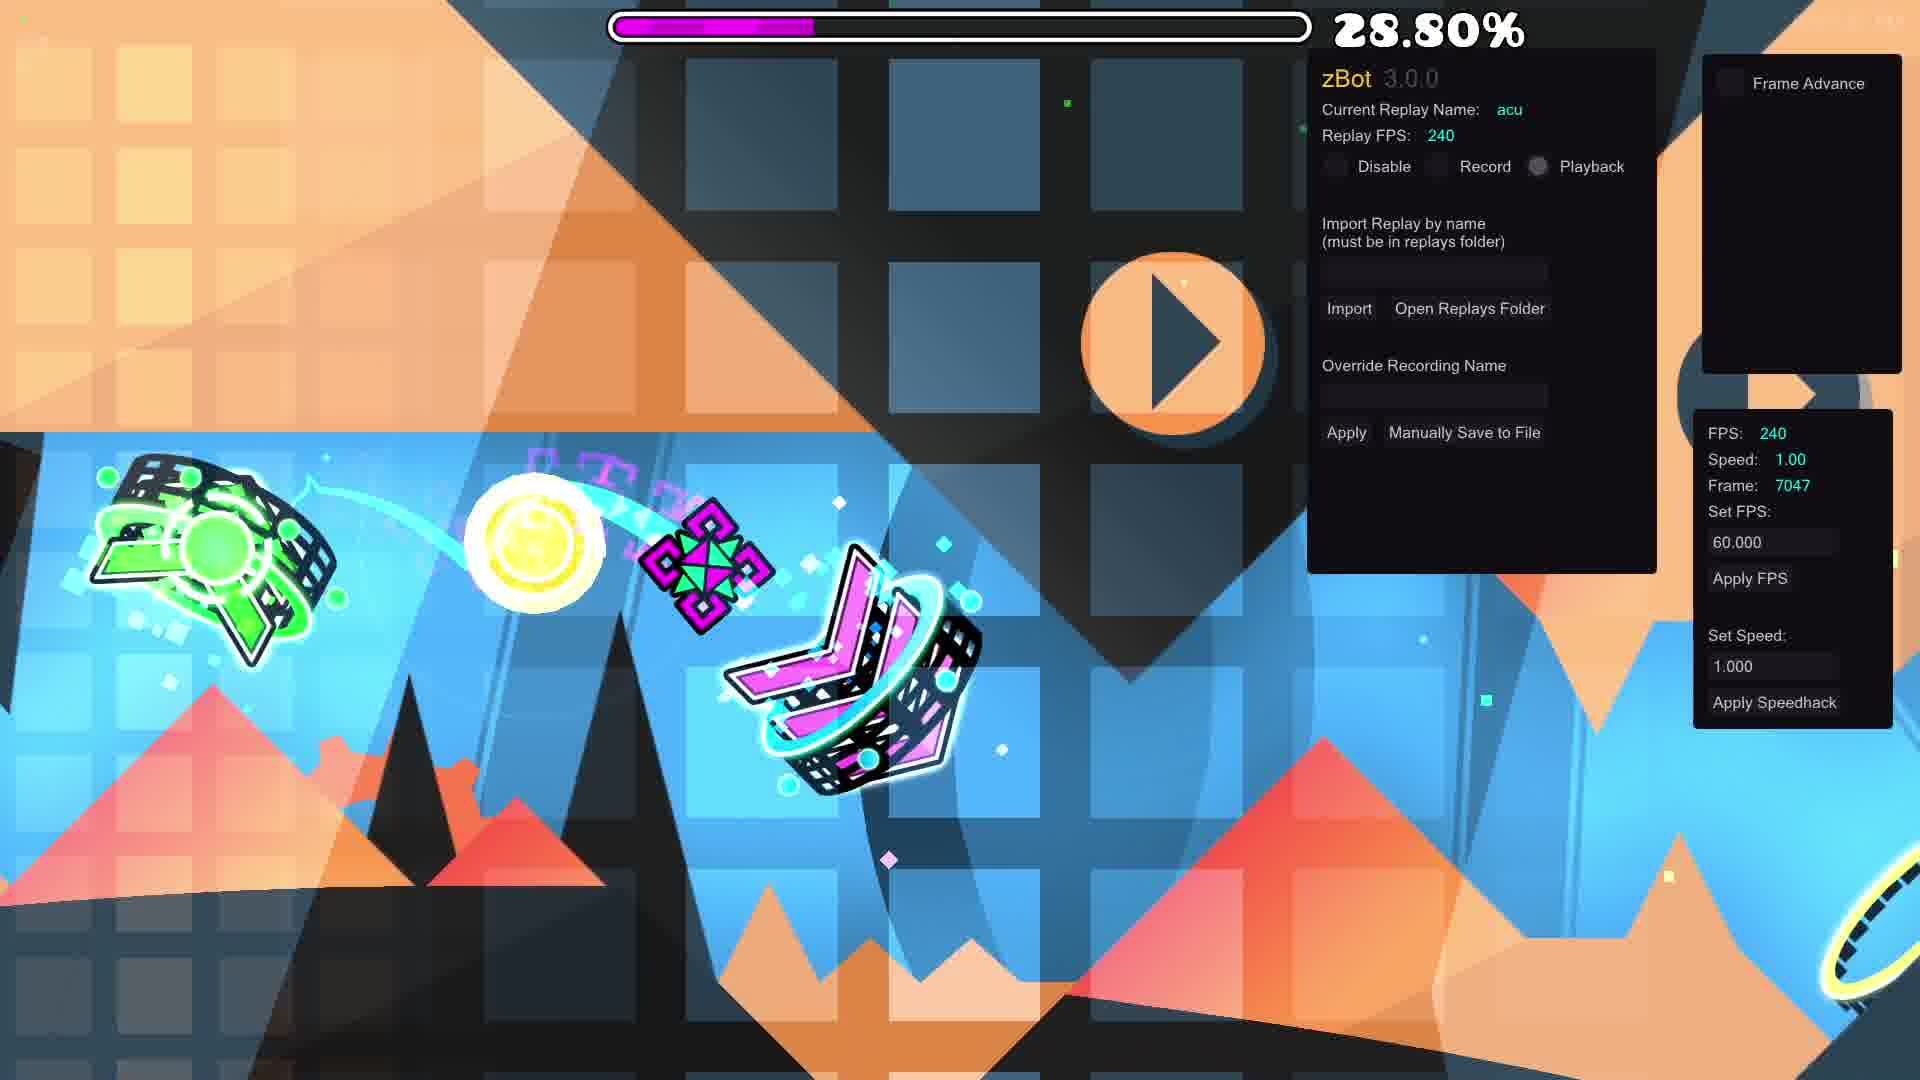 28.80%
zBot 3.0.0
Current Replay Name: acu
Replay FPS: 240
Disable Record Playback
Import Replay by name
(must be in replays folder)
Import Open Replays Folder
Override Recording Name
Apply Manually Save to File
Frame Advance
FPS: 240
Speed: 1.00
Frame: 7047
Set FPS:
60.000
Apply FPS
Set Speed:
1.000
Apply Speedhack